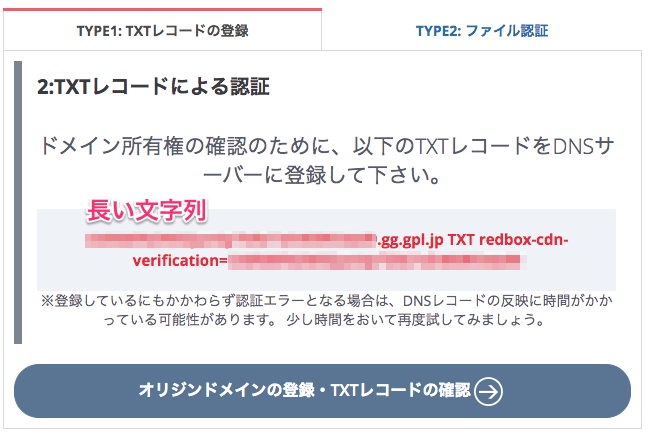 TYPE1: TXTレコードの登録
TYPE2: ファイル認証
2:TXTレコードによる認証
ドメイン所有権の確認のために、以下のTXTレコードをDNSサ
ーバーに登録して下さい。
長い文字列
.gg.gpl.jp TXT redbox-cdn-
verification=
※登録しているにもかかわらず認証エラーとなる場合は、DNSレコードの反映に時間がかか
っている可能性があります。 少し時間をおいて再度試してみましょう。
オリジンドメインの登録・TXTレコードの確認